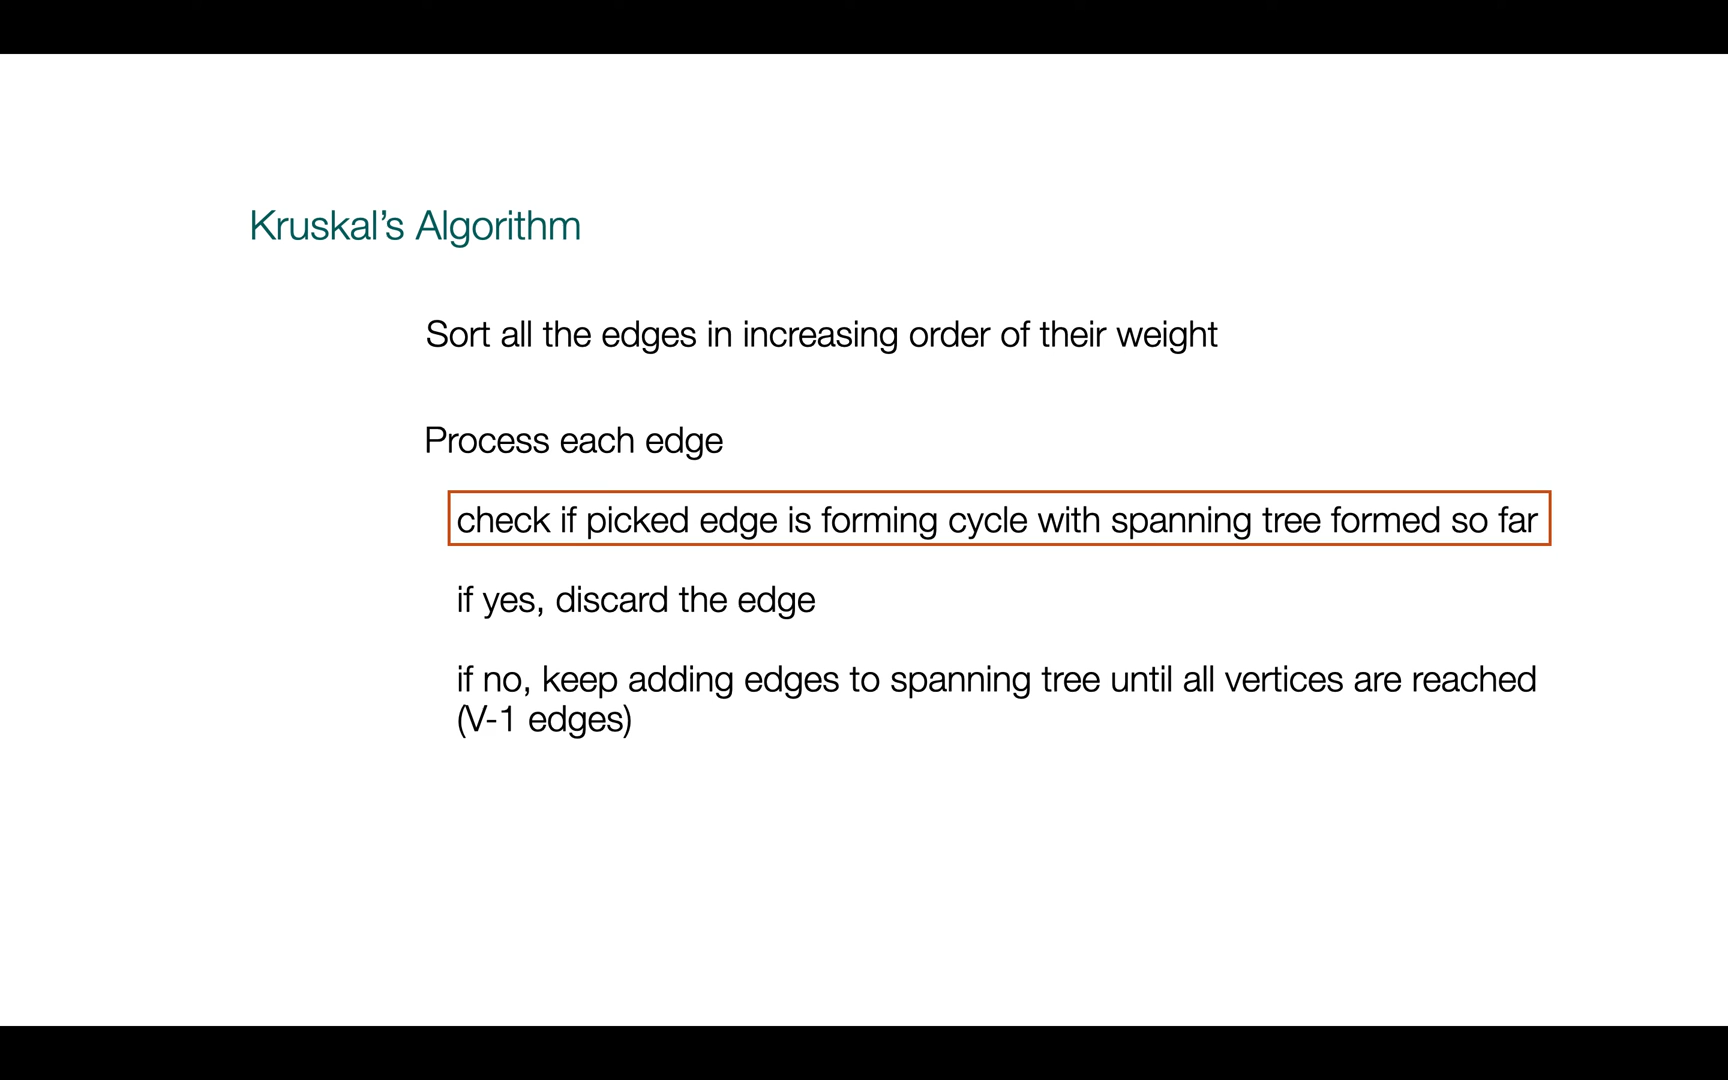 Kruskal’s Algorithm
Sort all the edges in increasing order of their weight
Process each edge
check if picked edge is forming cycle with spanning tree formed so far
if yes, discard the edge
if no, keep adding edges to spanning tree until all vertices are reached
(V-1 edges)